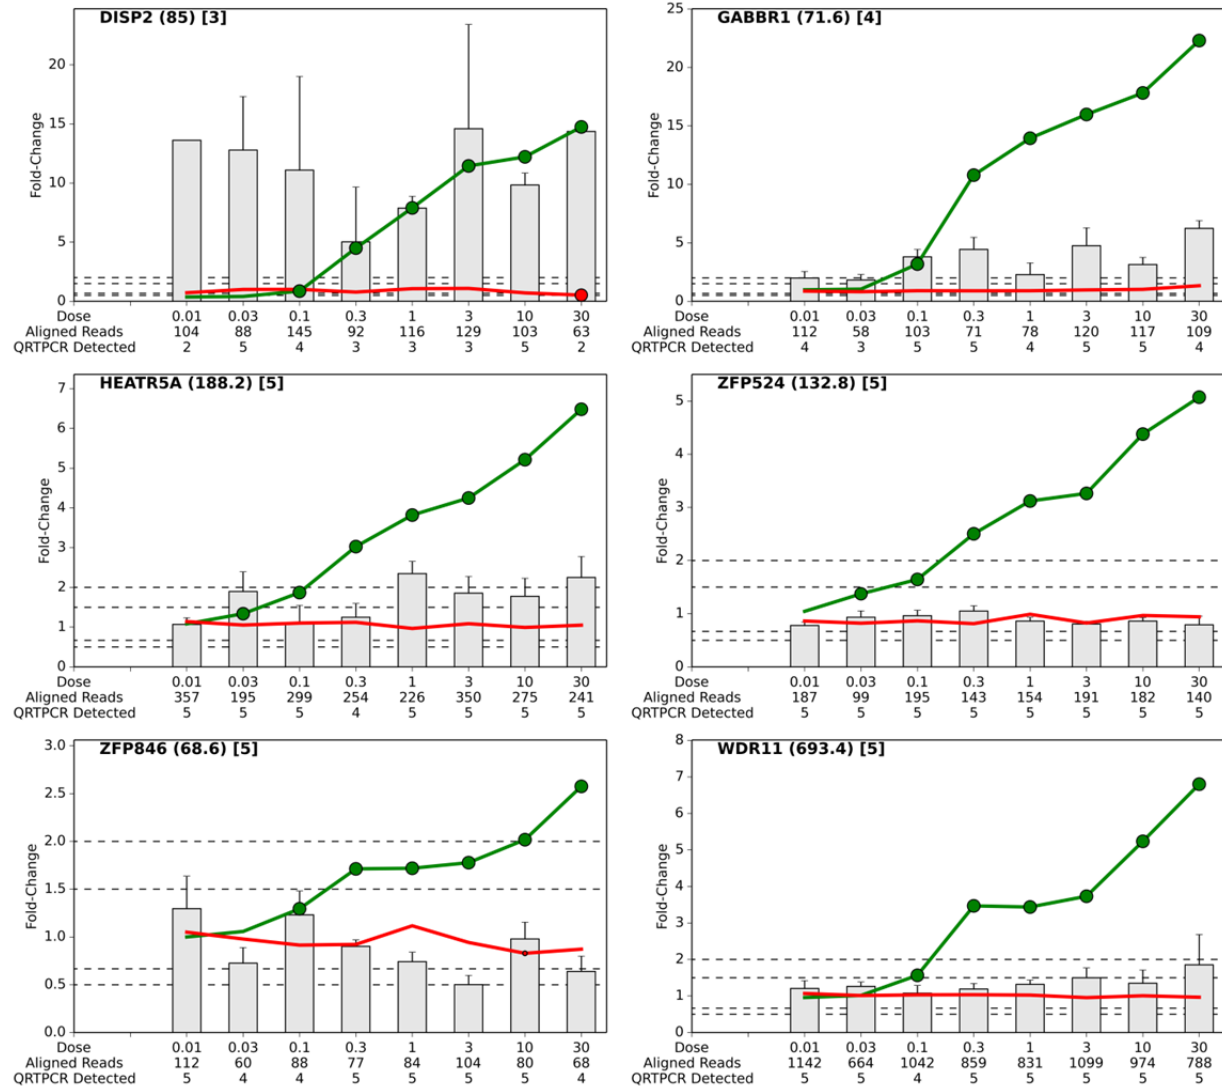 DISP2 (85) [3]
Fold-Change
20
15
10
5
0
Dose 0.01 0.03 0.1 0.3 1 3 10 30
Aligned Reads 104 88 145 92 116 129 103 63
QRTPCR Detected 2 5 4 3 3 3 5 2
GABBR1 (71.6) [4]
Fold-Change
25
20
15
10
5
0
Dose 0.01 0.03 0.1 0.3 1 3 10 30
Aligned Reads 112 58 103 71 78 120 117 109
QRTPCR Detected 4 3 5 5 4 5 5 4
HEATR5A (188.2) [5]
Fold-Change
7
6
5
4
3
2
1
0
Dose 0.01 0.03 0.1 0.3 1 3 10 30
Aligned Reads 357 195 299 254 226 350 275 241
QRTPCR Detected 5 5 5 4 5 5 5 5
ZFP524 (132.8) [5]
Fold-Change
5
4
3
2
1
0
Dose 0.01 0.03 0.1 0.3 1 3 10 30
Aligned Reads 187 99 195 143 154 191 182 140
QRTPCR Detected 5 5 5 5 5 5 5 5
ZFP846 (68.6) [5]
Fold-Change
3.0
2.5
2.0
1.5
1.0
0.5
0.0
Dose 0.01 0.03 0.1 0.3 1 3 10 30
Aligned Reads 112 60 88 77 84 104 80 68
QRTPCR Detected 5 4 4 5 5 5 5 4
WDR11 (693.4) [5]
Fold-Change
8
7
6
5
4
3
2
1
0
Dose 0.01 0.03 0.1 0.3 1 3 10 30
Aligned Reads 1142 664 1042 859 831 1099 974 788
QRTPCR Detected 5 5 4 5 5 5 5 5